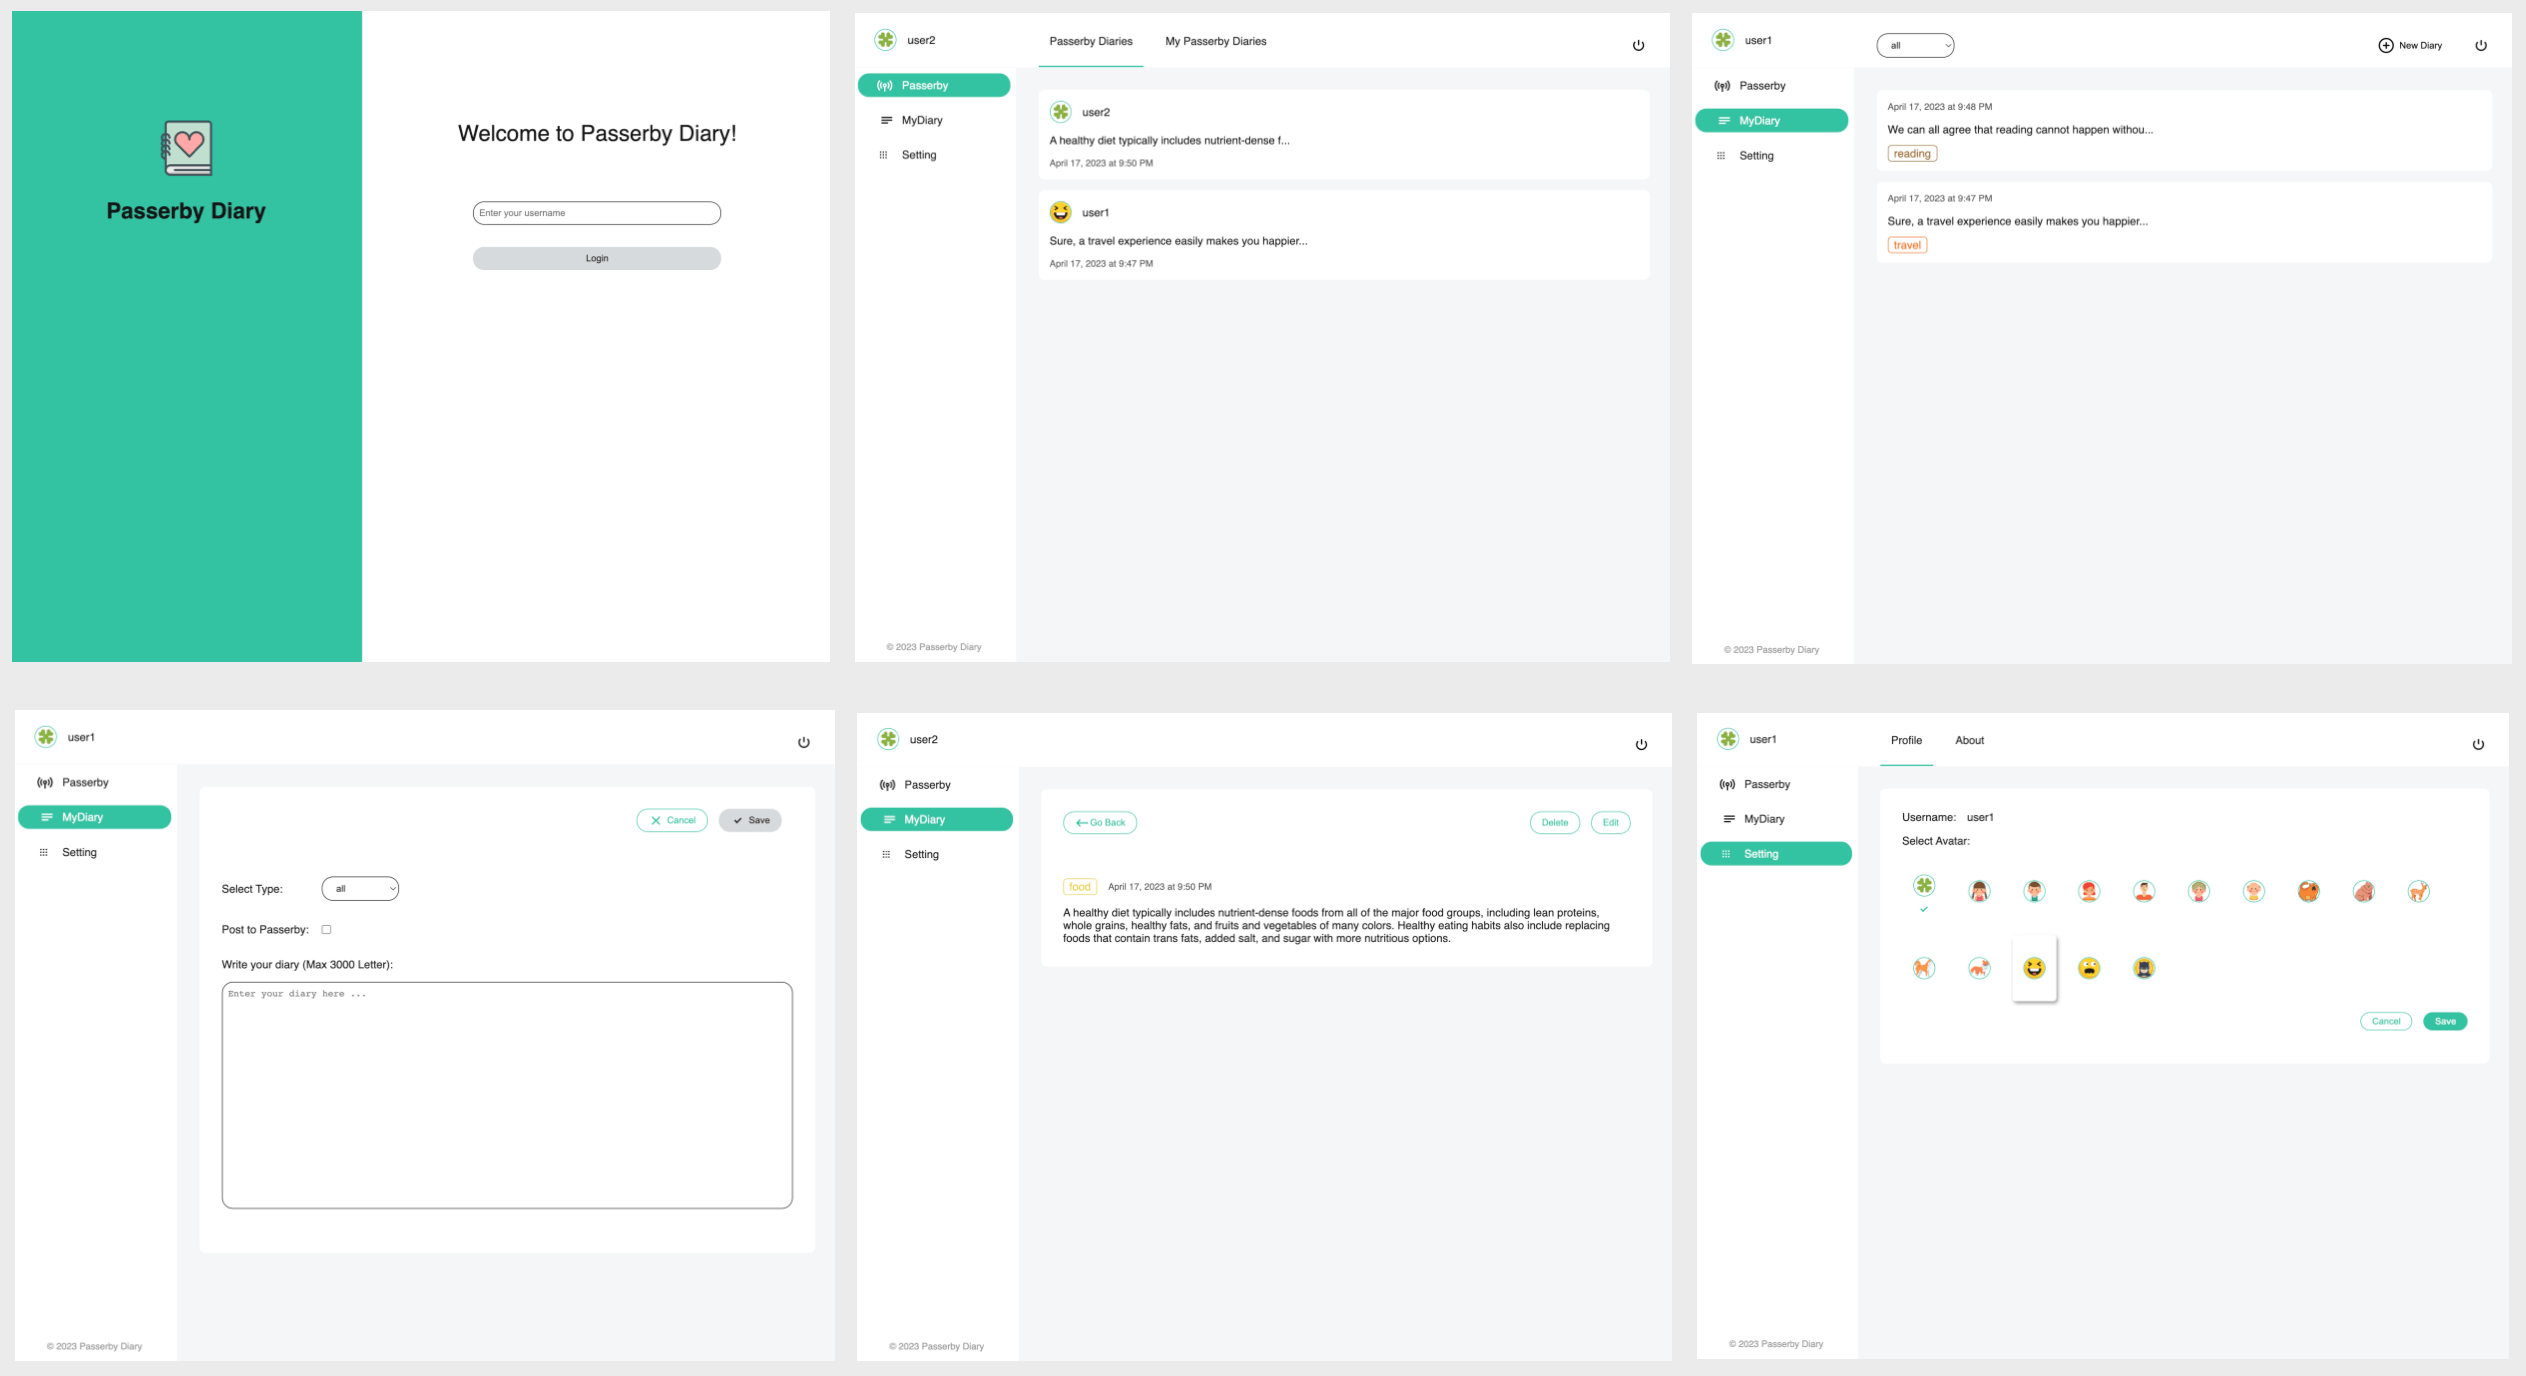 Passerby Diary
Welcome to Passerby Diary!
Enter your username
Login
user2
Passerby Diaries
My Passerby Diaries
Passerby
MyDiary
Setting
user2
A healthy diet typically includes nutrient-dense f...
April 17, 2023 at 9:50 PM
user1
Sure, a travel experience easily makes you happier...
April 17, 2023 at 9:47 PM
© 2023 Passerby Diary
user1
all
New Diary
Passerby
MyDiary
Setting
April 17, 2023 at 9:48 PM
We can all agree that reading cannot happen withou...
reading
April 17, 2023 at 9:47 PM
Sure, a travel experience easily makes you happier...
travel
© 2023 Passerby Diary
user1
Passerby
MyDiary
Setting
Cancel
Save
Select Type:
all
Post to Passerby:
Write your diary (Max 3000 Letter):
Enter your diary here ...
© 2023 Passerby Diary
user2
Passerby
MyDiary
Setting
Go Back
Delete
Edit
food
April 17, 2023 at 9:50 PM
A healthy diet typically includes nutrient-dense foods from all of the major food groups, including lean proteins,
whole grains, healthy fats, and fruits and vegetables of many colors. Healthy eating habits also include replacing
foods that contain trans fats, added salt, and sugar with more nutritious options.
© 2023 Passerby Diary
user1
Profile
About
Passerby
MyDiary
Setting
Username: user1
Select Avatar:
Cancel
Save
© 2023 Passerby Diary